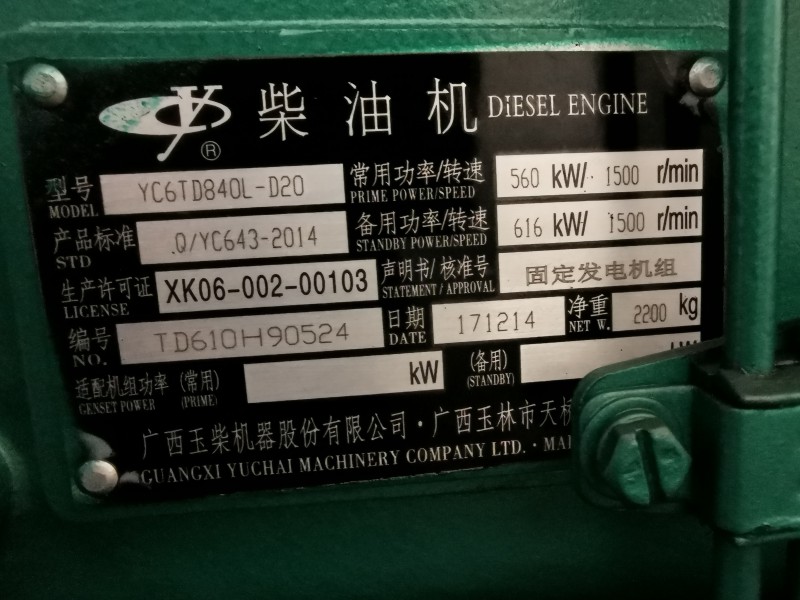 YC ® 柴油机 DIESEL ENGINE
型号 MODEL YC6TD840L-D20 常用功率/转速 PRIME POWER/SPEED 560 kW/ 1500 r/min
产品标准 STD Q/YC643-2014 备用功率/转速 STANDBY POWER/SPEED 616 kW/ 1500 r/min
生产许可证 LICENSE XK06-002-00103 声明书/核准号 STATEMENT / APPROVAL 固定发电机组
编号 NO. TD610H90524 日期 DATE 171214 净重 NET W. 2200 kg
适配机组功率 GENSET POWER (常用) (PRIME) kW (备用) (STANDBY)
广西玉柴机器股份有限公司·广西玉林市天桥
GUANGXI YUCHAI MACHINERY COMPANY LTD.